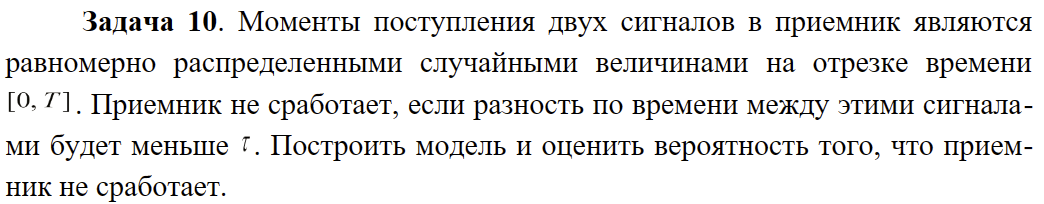 Задача 10. Моменты поступления двух сигналов в приемник являются
равномерно распределенными случайными величинами на отрезке времени
[0, T]. Приемник не сработает, если разность по времени между этими сигнала-
ми будет меньше τ. Построить модель и оценить вероятность того, что прием-
ник не сработает.